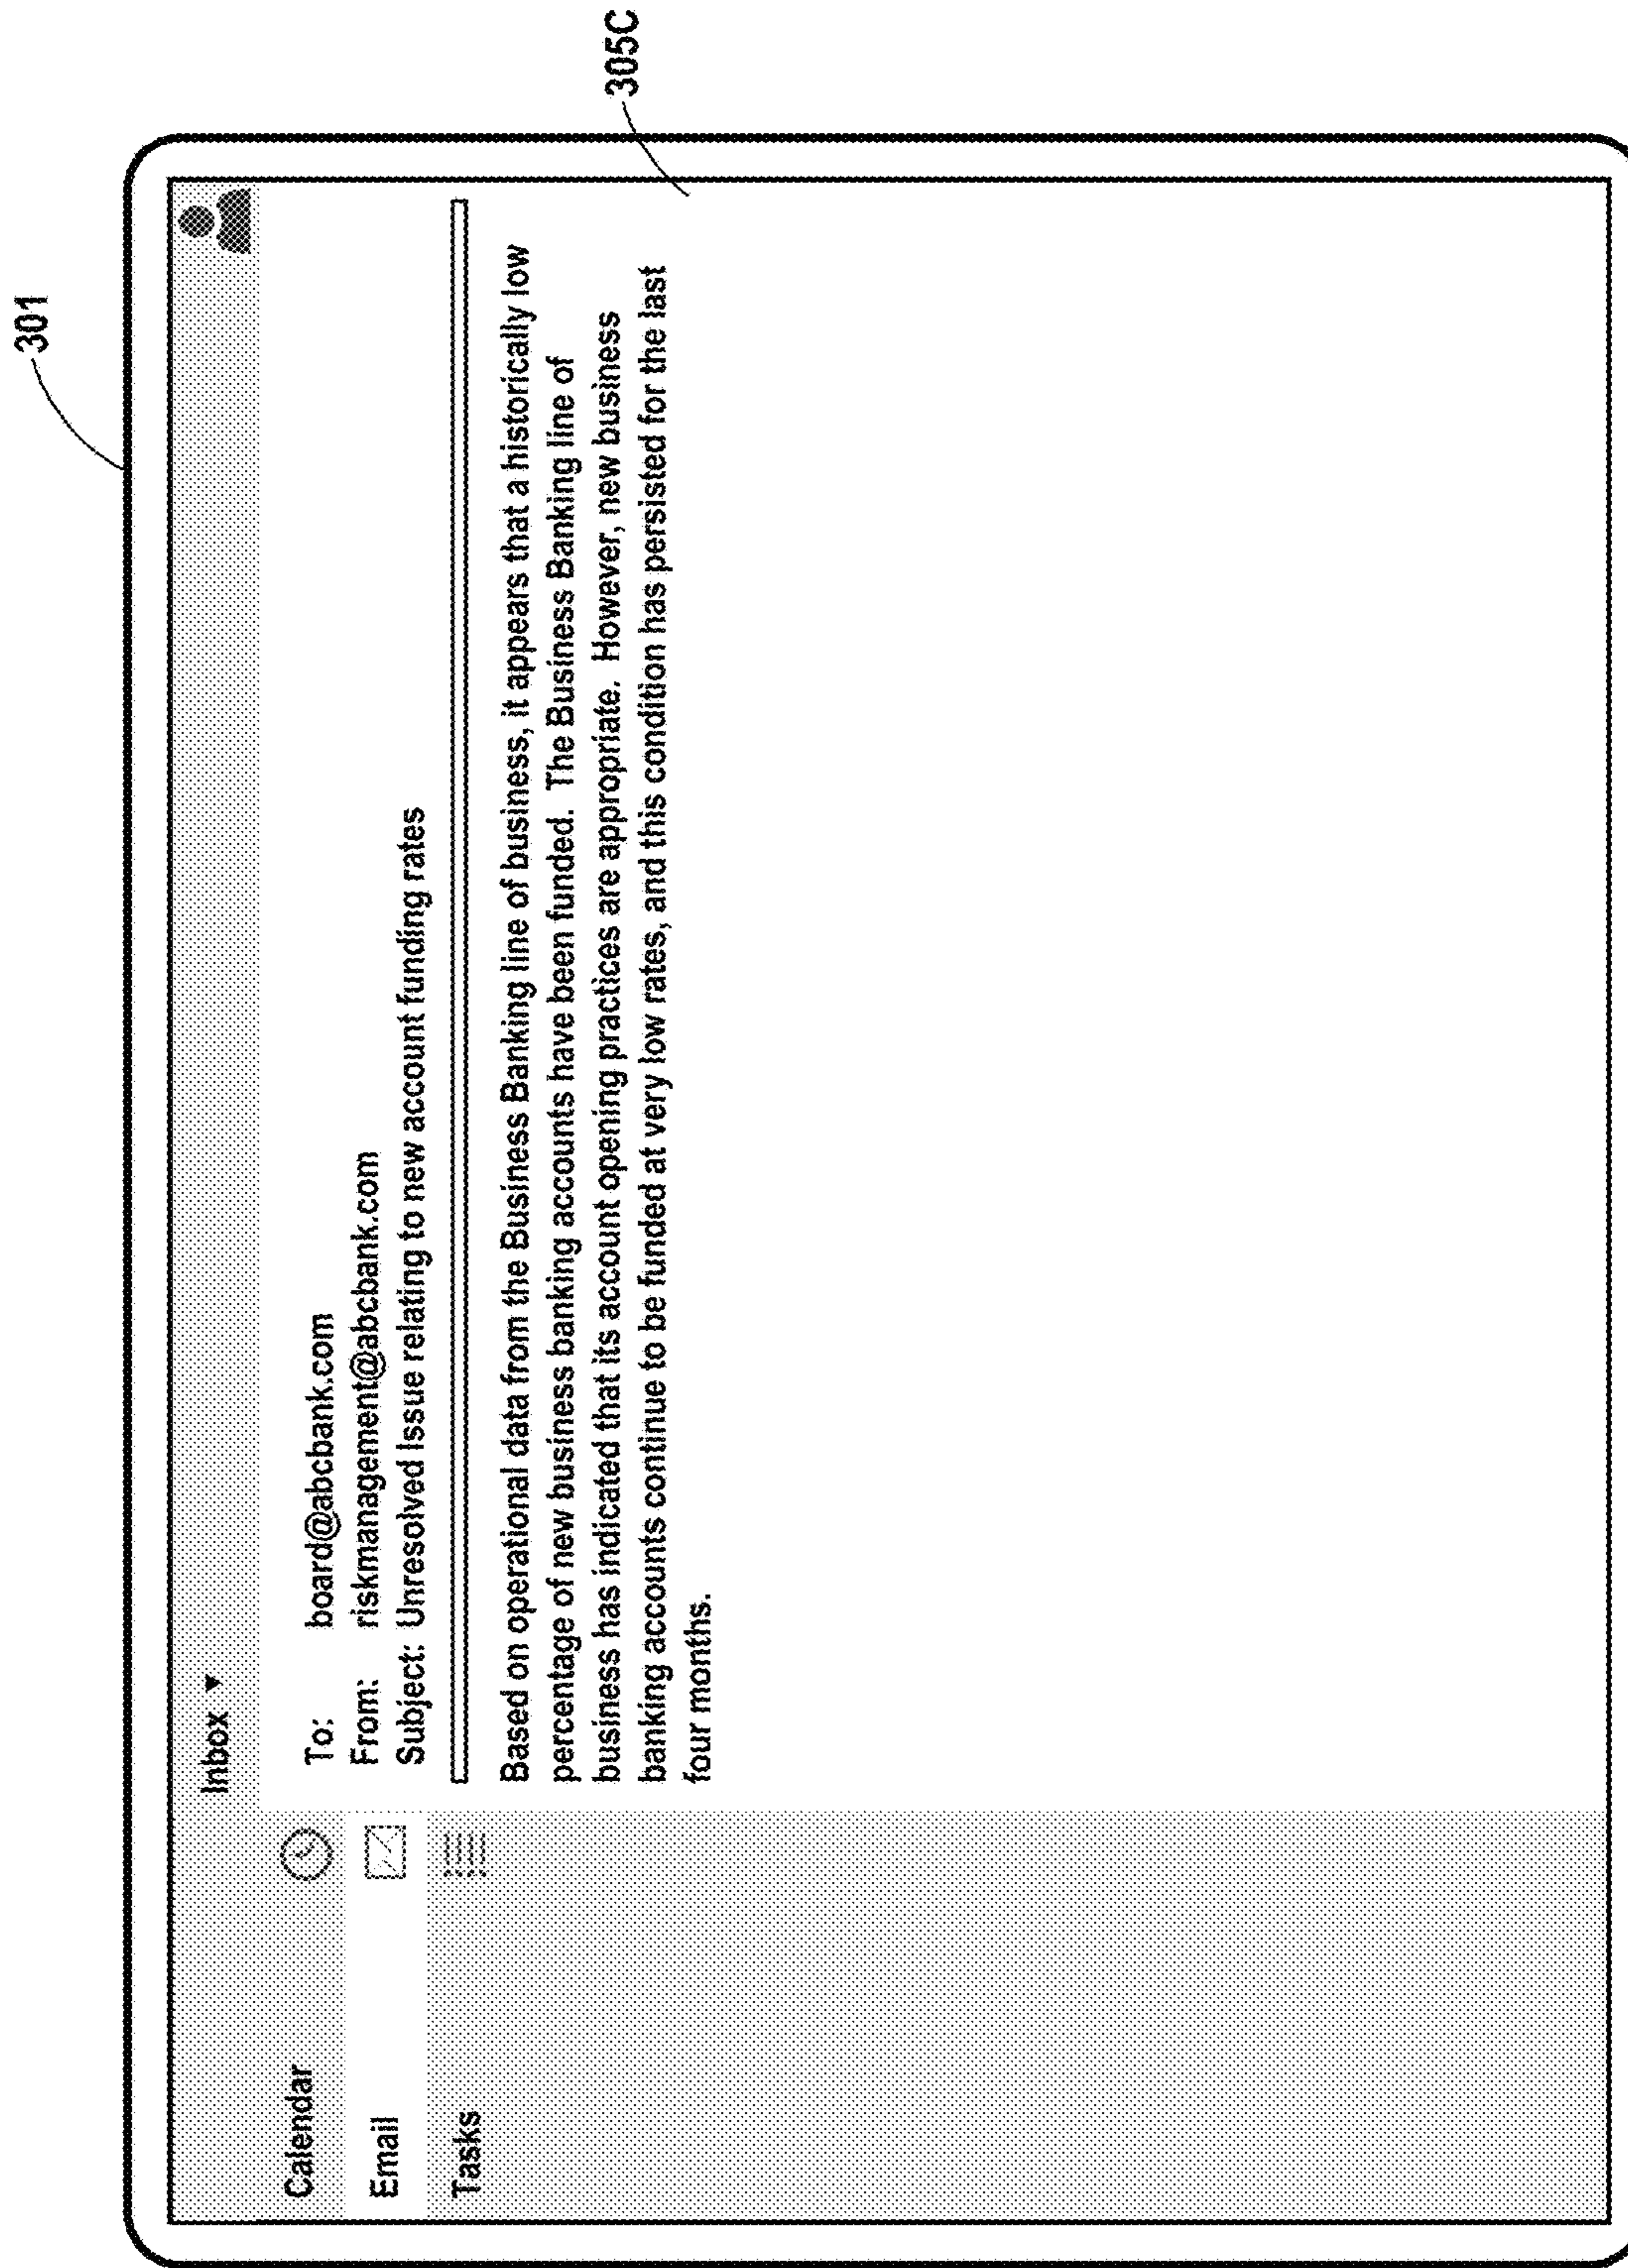 301
305C
Inbox ▼
Calendar
Email
Tasks
To: board@abcbank.com
From: riskmanagement@abcbank.com
Subject: Unresolved Issue relating to new account funding rates
Based on operational data from the Business Banking line of business, it appears that a historically low
percentage of new business banking accounts have been funded. The Business Banking line of
business has indicated that its account opening practices are appropriate. However, new business
banking accounts continue to be funded at very low rates, and this condition has persisted for the last
four months.